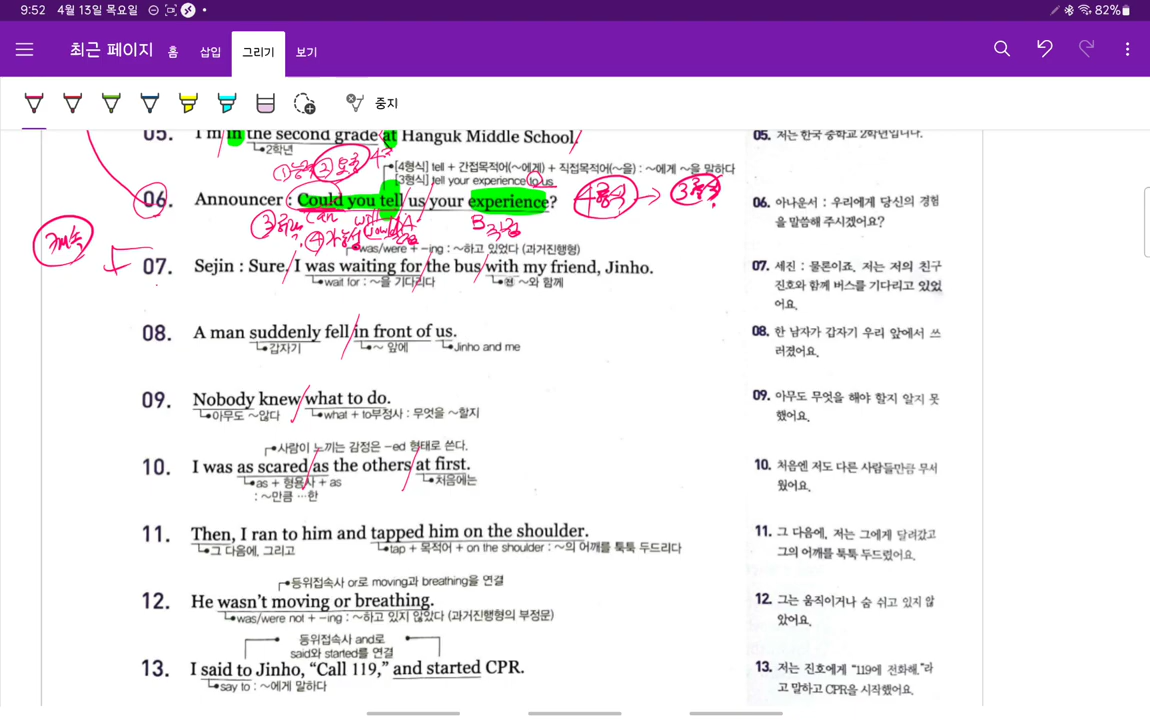 9:52 4월 13일 목요일
82%
최근 페이지 홈 삽입 그리기 보기
중지
05. I'm in the second grade at Hanguk Middle School.
05. 저는 한국 중학교 2학년입니다.
2학년
①능력 ②요청
[4형식] tell + 간접목적어(~에게) + 직접목적어(~을) : ~에게 ~을 말하다
[3형식] tell your experience to us
06. Announcer : Could you tell us your experience?
4형식 → 3형식
06. 아나운서 : 우리에게 당신의 경험
을 말씀해 주시겠어요?
③허락 can will A B
④가능성 would
계속
was/were + -ing : ~하고 있었다 (과거진행형)
07. Sejin : Sure. I was waiting for the bus with my friend, Jinho.
wait for : ~을 기다리다
전 ~와 함께
07. 세진 : 물론이죠. 저는 저의 친구
진호와 함께 버스를 기다리고 있었
어요.
08. A man suddenly fell in front of us.
갑자기
~ 앞에
Jinho and me
08. 한 남자가 갑자기 우리 앞에서 쓰
러졌어요.
09. Nobody knew what to do.
아무도 ~않다
what + to부정사 : 무엇을 ~할지
09. 아무도 무엇을 해야 할지 알지 못
했어요.
사람이 느끼는 감정은 -ed 형태로 쓴다.
10. I was as scared as the others at first.
as + 형용사 + as
: ~만큼 …한
처음에는
10. 처음엔 저도 다른 사람들만큼 무서
웠어요.
11. Then, I ran to him and tapped him on the shoulder.
그 다음에, 그리고
tap + 목적어 + on the shoulder : ~의 어깨를 툭툭 두드리다
11. 그 다음에, 저는 그에게 달려갔고
그의 어깨를 툭툭 두드렸어요.
등위접속사 or로 moving과 breathing을 연결
12. He wasn't moving or breathing.
was/were not + -ing : ~하고 있지 않았다 (과거진행형의 부정문)
12. 그는 움직이거나 숨 쉬고 있지 않
았어요.
등위접속사 and로
said와 started를 연결
13. I said to Jinho, “Call 119,” and started CPR.
say to : ~에게 말하다
13. 저는 진호에게 “119에 전화해.”라
고 말하고 CPR을 시작했어요.